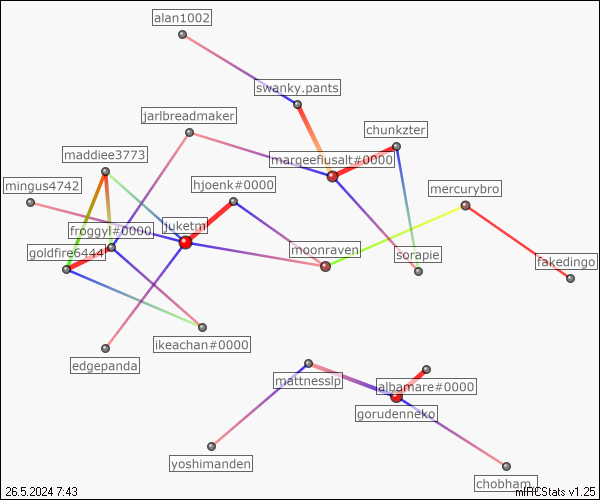 alan1002
swanky.pants
jarlbreadmaker
chunkzter
maddiee3773
margeefiusalt#0000
mingus4742
hjoenk#0000
mercurybro
froggyl#0000
juketm
goldfire6444
moonraven
sorapie
fakedingo
ikeachan#0000
edgepanda
mattnesslp
albamare#0000
gorudenneko
yoshimanden
chobham_
26.5.2024 7:43
mIRCStats v1.25